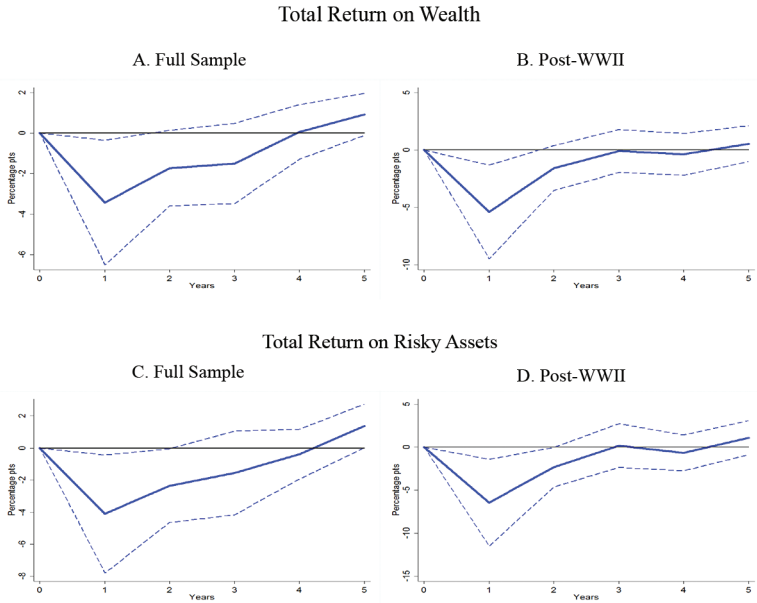 Total Return on Wealth
A. Full Sample
B. Post-WWII
Percentage pts
2
0
-2
-4
-6
0 1 2 3 4 5
Years
Percentage pts
5
0
-5
-10
0 1 2 3 4 5
Years
Total Return on Risky Assets
C. Full Sample
D. Post-WWII
Percentage pts
2
0
-2
-4
-6
-8
0 1 2 3 4 5
Years
Percentage pts
5
0
-5
-10
-15
0 1 2 3 4 5
Years